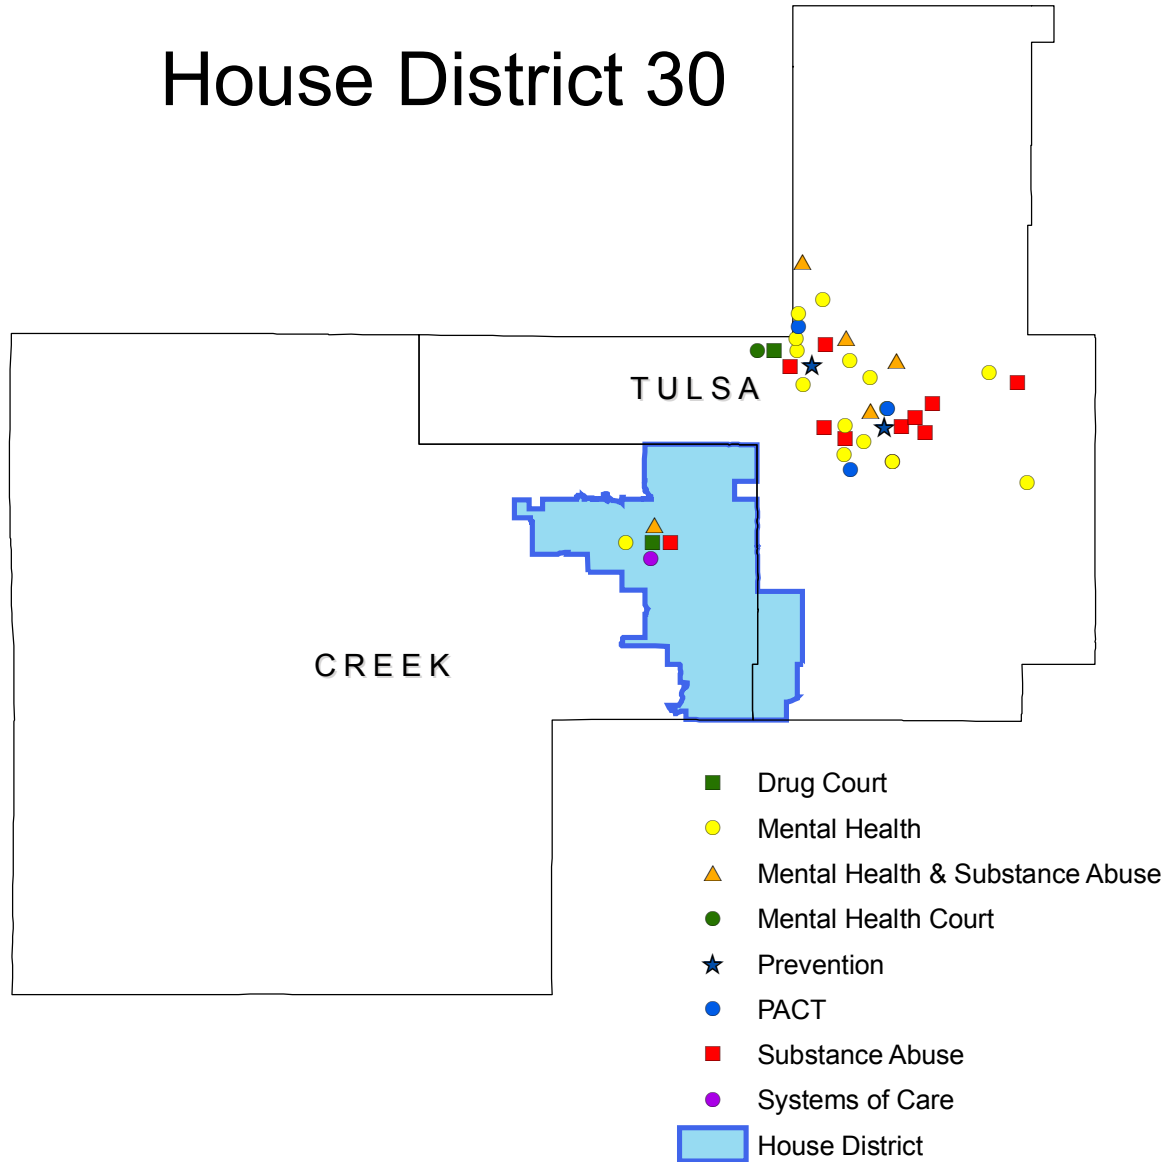 House District 30
TULSA
CREEK
Drug Court
Mental Health
Mental Health & Substance Abuse
Mental Health Court
Prevention
PACT
Substance Abuse
Systems of Care
House District